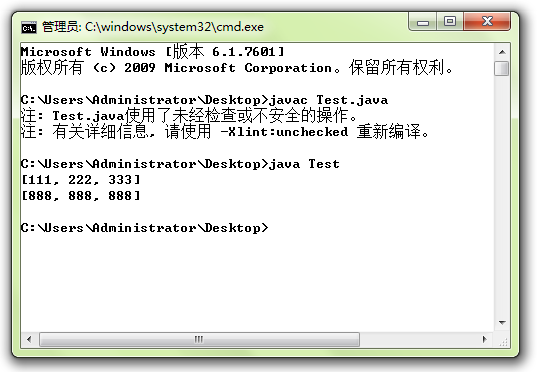 管理员: C:\windows\system32\cmd.exe
Microsoft Windows [版本 6.1.7601]
版权所有 (c) 2009 Microsoft Corporation。保留所有权利。
C:\Users\Administrator\Desktop>javac Test.java
注: Test.java使用了未经检查或不安全的操作。
注: 有关详细信息, 请使用 -Xlint:unchecked 重新编译。
C:\Users\Administrator\Desktop>java Test
[111, 222, 333]
[888, 888, 888]
C:\Users\Administrator\Desktop>